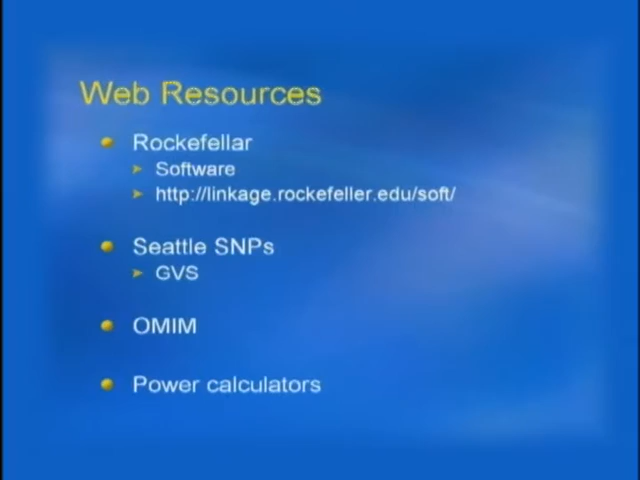 Web Resources
Rockefellar
Software
http://linkage.rockefeller.edu/soft/
Seattle SNPs
GVS
OMIM
Power calculators